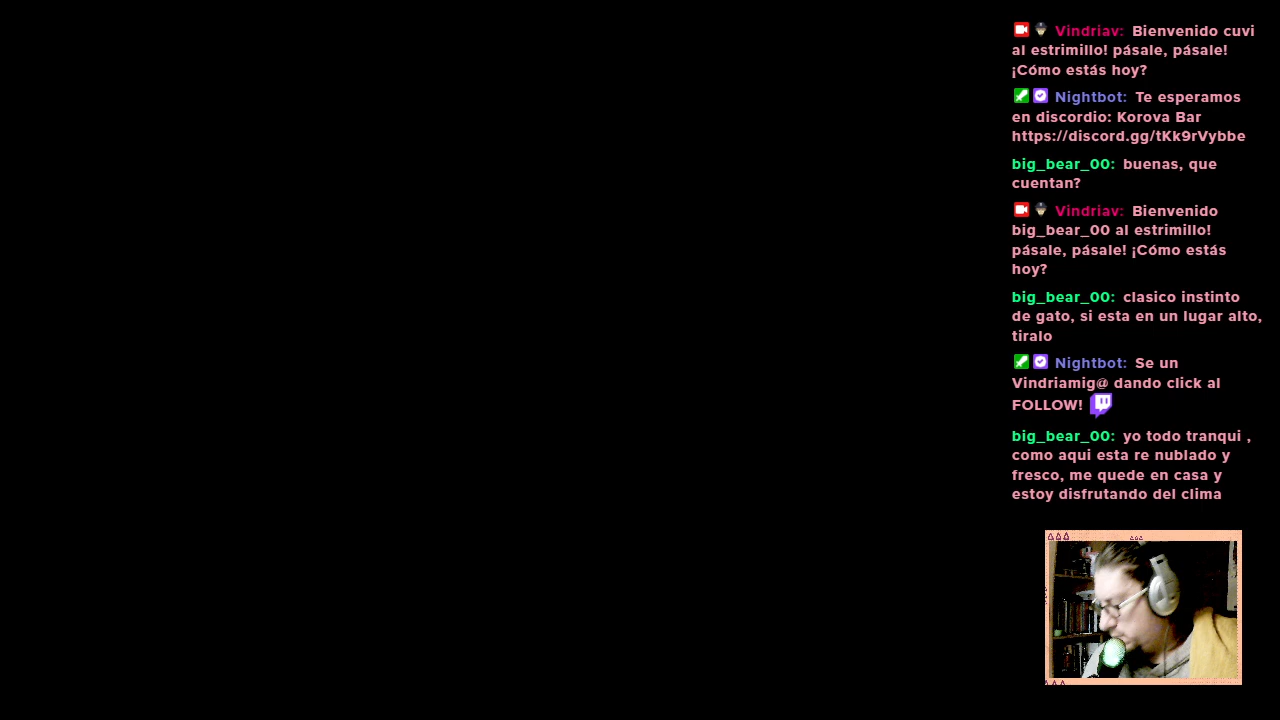 Vindriav: Bienvenido cuvi
al estrimillo! pásale, pásale!
¡Cómo estás hoy?
Nightbot: Te esperamos
en discordio: Korova Bar
https://discord.gg/tKk9rVybbe
big_bear_00: buenas, que
cuentan?
Vindriav: Bienvenido
big_bear_00 al estrimillo!
pásale, pásale! ¡Cómo estás
hoy?
big_bear_00: clasico instinto
de gato, si esta en un lugar alto,
tiralo
Nightbot: Se un
Vindriamig@ dando click al
FOLLOW!
big_bear_00: yo todo tranqui ,
como aqui esta re nublado y
fresco, me quede en casa y
estoy disfrutando del clima